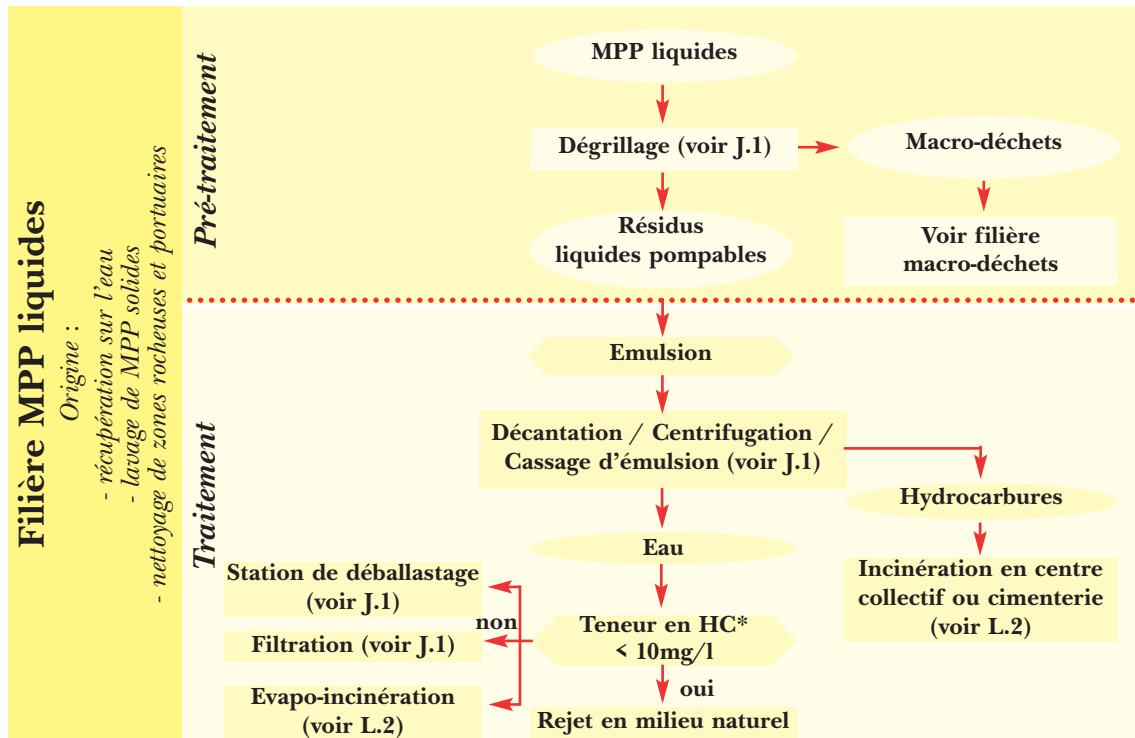 Filière MPP liquides
Origine :
- récupération sur l'eau
- lavage de MPP solides
- nettoyage de zones rocheuses et portuaires
Pré-traitement
MPP liquides
Dégrillage (voir J.1)
Macro-déchets
Résidus
liquides pompables
Voir filière
macro-déchets
Traitement
Emulsion
Décantation / Centrifugation /
Cassage d'émulsion (voir J.1)
Hydrocarbures
Eau
Incinération en centre
collectif ou cimenterie
(voir L.2)
Station de déballastage
(voir J.1)
non
Filtration (voir J.1)
Teneur en HC*
< 10mg/l
Evapo-incinération
(voir L.2)
oui
Rejet en milieu naturel